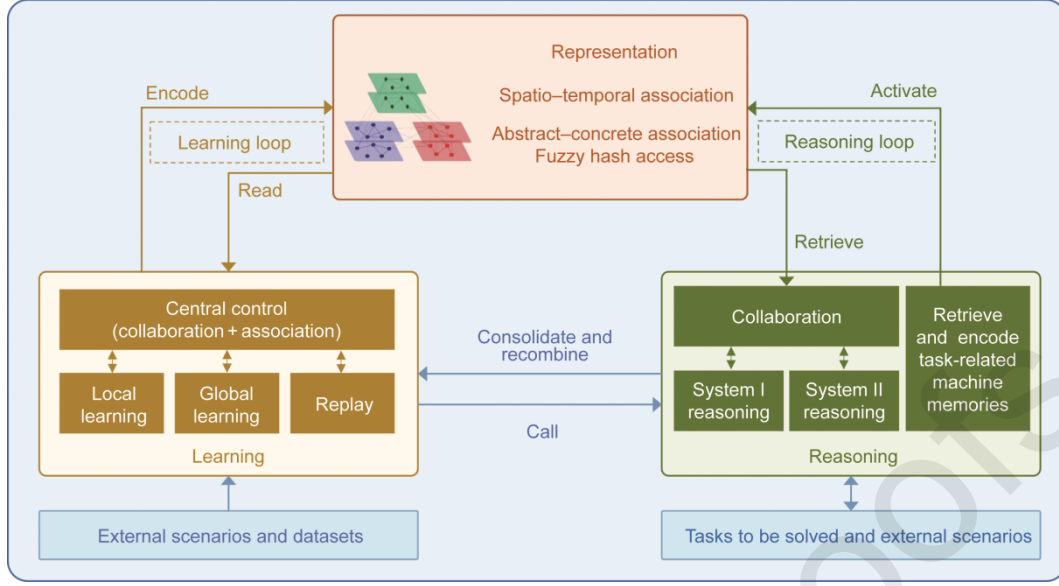 Representation
Spatio–temporal association
Abstract–concrete association
Fuzzy hash access
Encode
Learning loop
Read
Activate
Reasoning loop
Retrieve
Central control
(collaboration + association)
Local
learning
Global
learning
Replay
Learning
Consolidate and
recombine
Call
Collaboration
System I
reasoning
System II
reasoning
Retrieve
and encode
task-related
machine
memories
Reasoning
External scenarios and datasets
Tasks to be solved and external scenarios
oofs